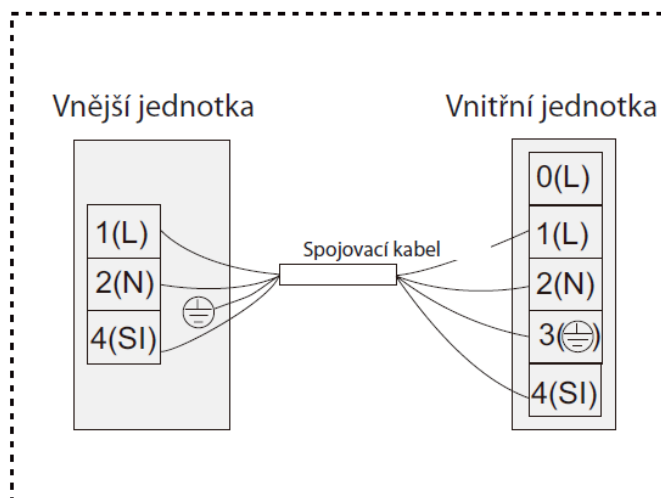 Vnější jednotka
Vnitřní jednotka
1(L)
2(N)
4(SI)
Spojovací kabel
0(L)
1(L)
2(N)
3(⏚)
4(SI)